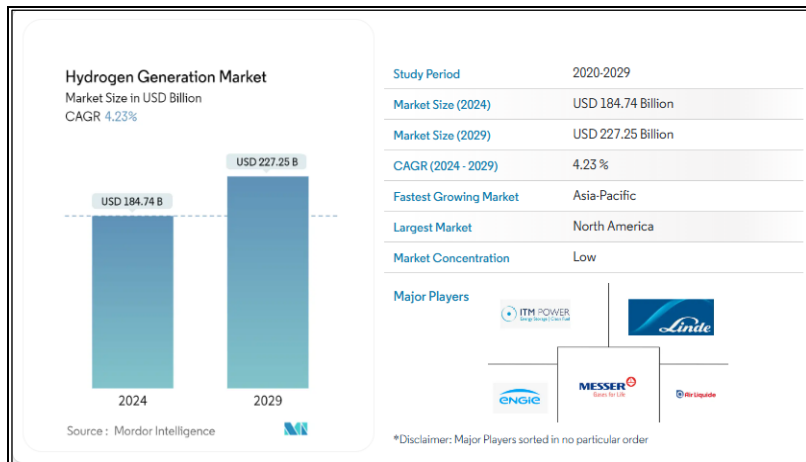 Hydrogen Generation Market
Market Size in USD Billion
CAGR 4.23%
USD 227.25 B
USD 184.74 B
2024
2029
Source : Mordor Intelligence
Study Period 2020-2029
Market Size (2024) USD 184.74 Billion
Market Size (2029) USD 227.25 Billion
CAGR (2024 - 2029) 4.23 %
Fastest Growing Market Asia-Pacific
Largest Market North America
Market Concentration Low
Major Players
ITM POWER
Energy Storage | Clean Fuel
Linde
ENGIE
MESSER
Gases for Life
Air Liquide
*Disclaimer: Major Players sorted in no particular order